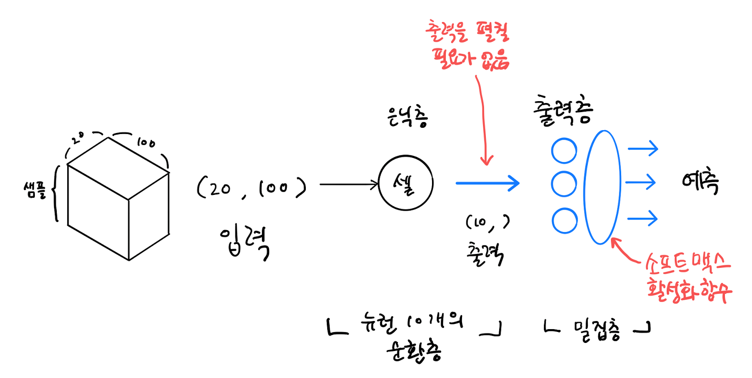 20
100
샘플
(20, 100)
입력
은닉층
셀
출력을 펼칠
필요가 없음
(10, )
출력
출력층
예측
소프트맥스
활성화 함수
뉴런 10개의
순환층
밀집층